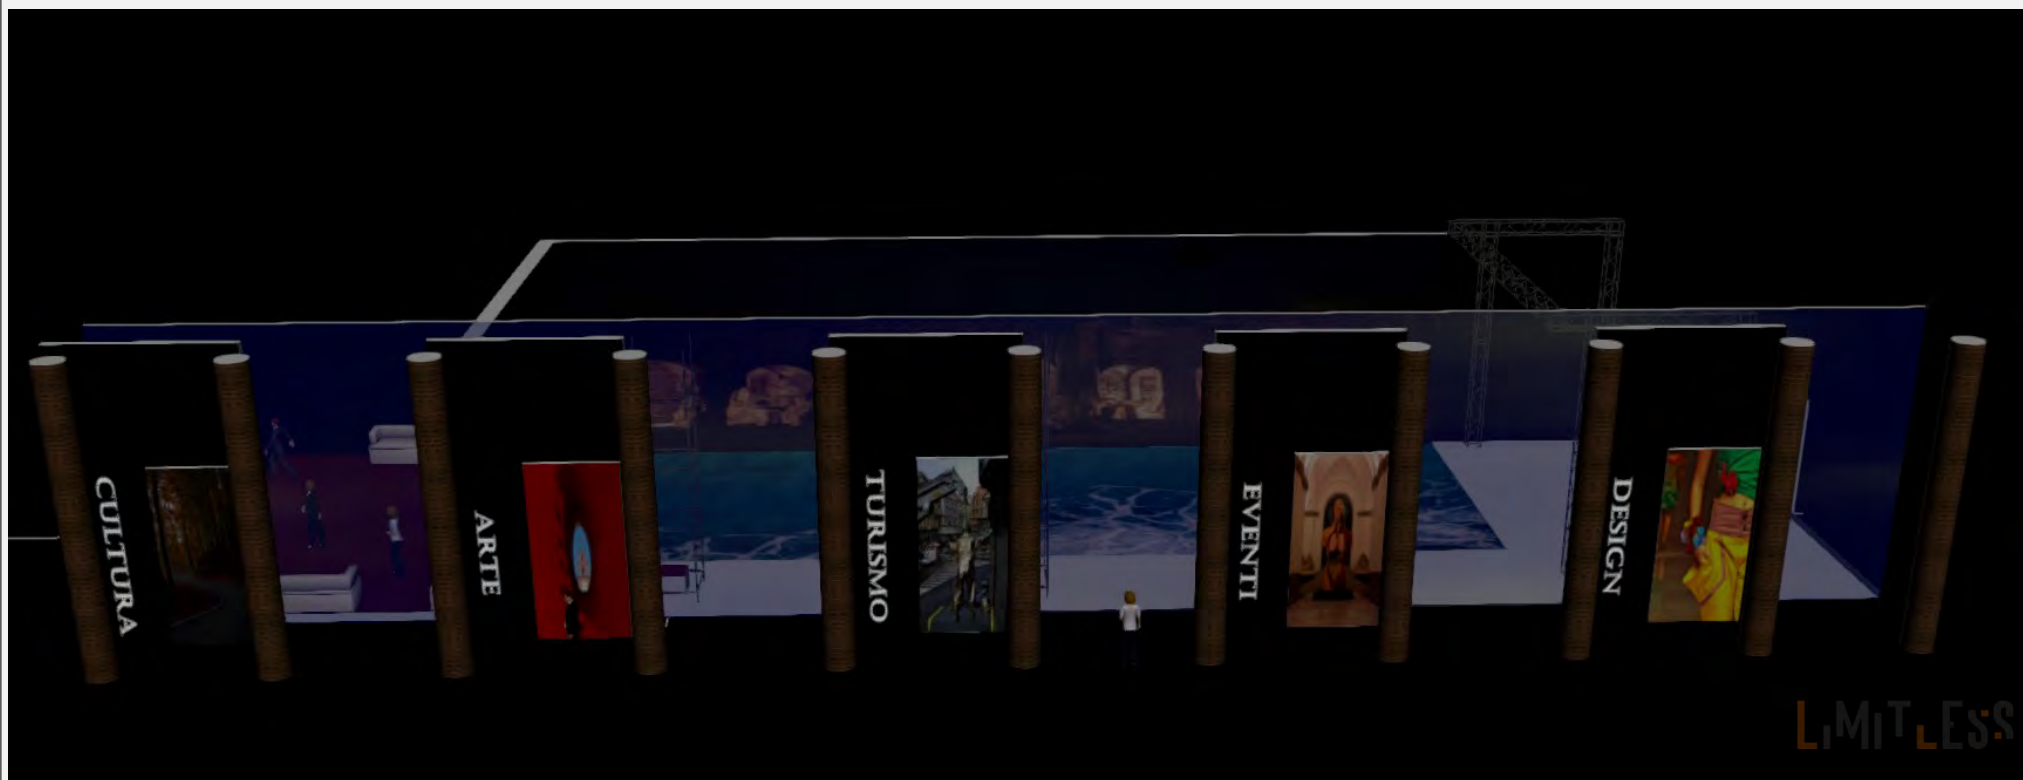 CULTURA
ARTE
TURISMO
EVENTI
DESIGN
LiMITLESS